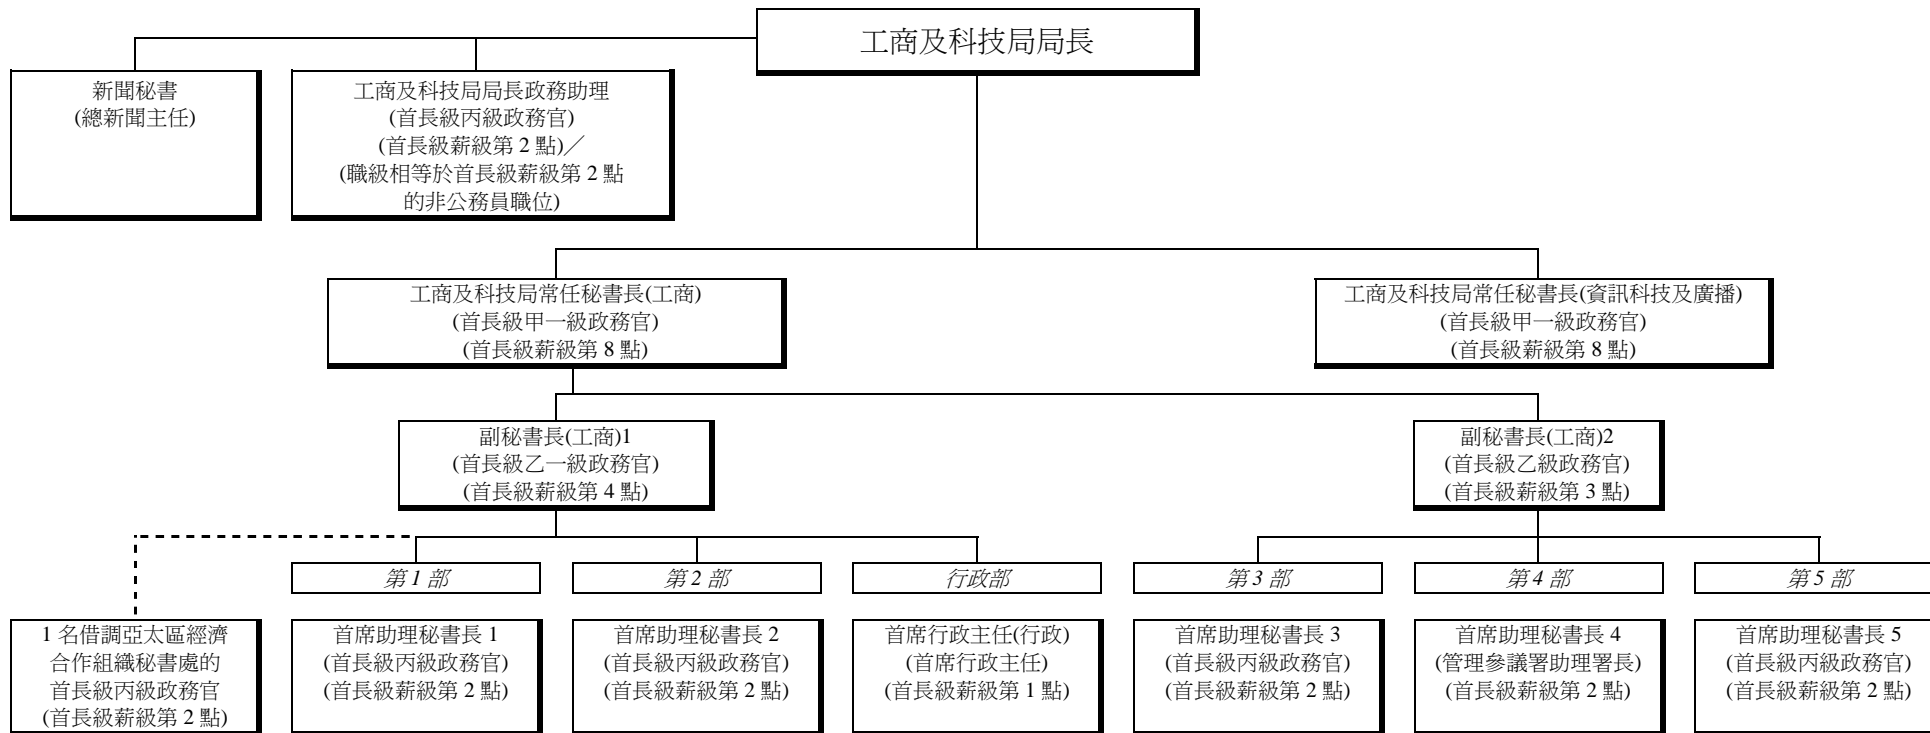 工商及科技局局長
新聞秘書
(總新聞主任)
工商及科技局局長政務助理
(首長級丙級政務官)
(首長級薪級第 2 點)／
(職級相等於首長級薪級第 2 點
的非公務員職位)
工商及科技局常任秘書長(工商)
(首長級甲一級政務官)
(首長級薪級第 8 點)
工商及科技局常任秘書長(資訊科技及廣播)
(首長級甲一級政務官)
(首長級薪級第 8 點)
副秘書長(工商)1
(首長級乙一級政務官)
(首長級薪級第 4 點)
副秘書長(工商)2
(首長級乙級政務官)
(首長級薪級第 3 點)
第 1 部
第 2 部
行政部
第 3 部
第 4 部
第 5 部
1 名借調亞太區經濟
合作組織秘書處的
首長級丙級政務官
(首長級薪級第 2 點)
首席助理秘書長 1
(首長級丙級政務官)
(首長級薪級第 2 點)
首席助理秘書長 2
(首長級丙級政務官)
(首長級薪級第 2 點)
首席行政主任(行政)
(首席行政主任)
(首長級薪級第 1 點)
首席助理秘書長 3
(首長級丙級政務官)
(首長級薪級第 2 點)
首席助理秘書長 4
(管理參議署助理署長)
(首長級薪級第 2 點)
首席助理秘書長 5
(首長級丙級政務官)
(首長級薪級第 2 點)